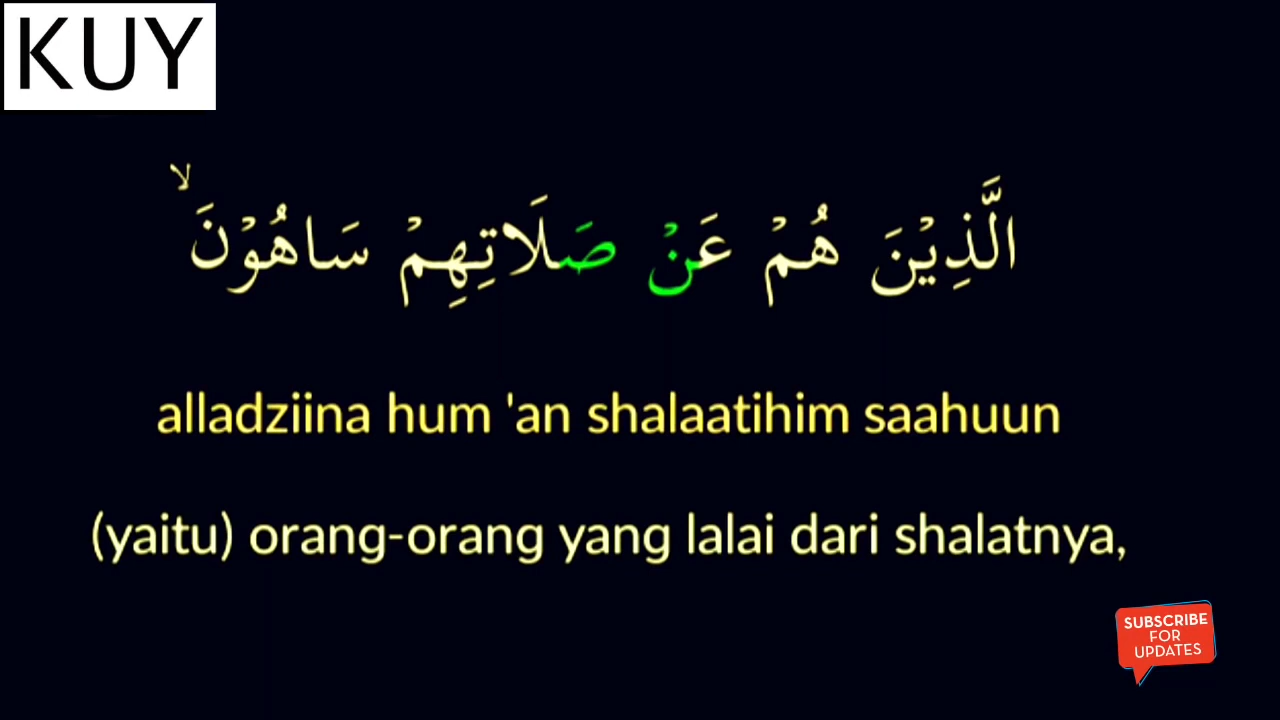 KUY
الَّذِيْنَ هُمْ عَنْ صَلَاتِهِمْ سَاهُوْنَۙ
alladziina hum 'an shalaatihim saahuun
(yaitu) orang-orang yang lalai dari shalatnya,
SUBSCRIBE
FOR
UPDATES